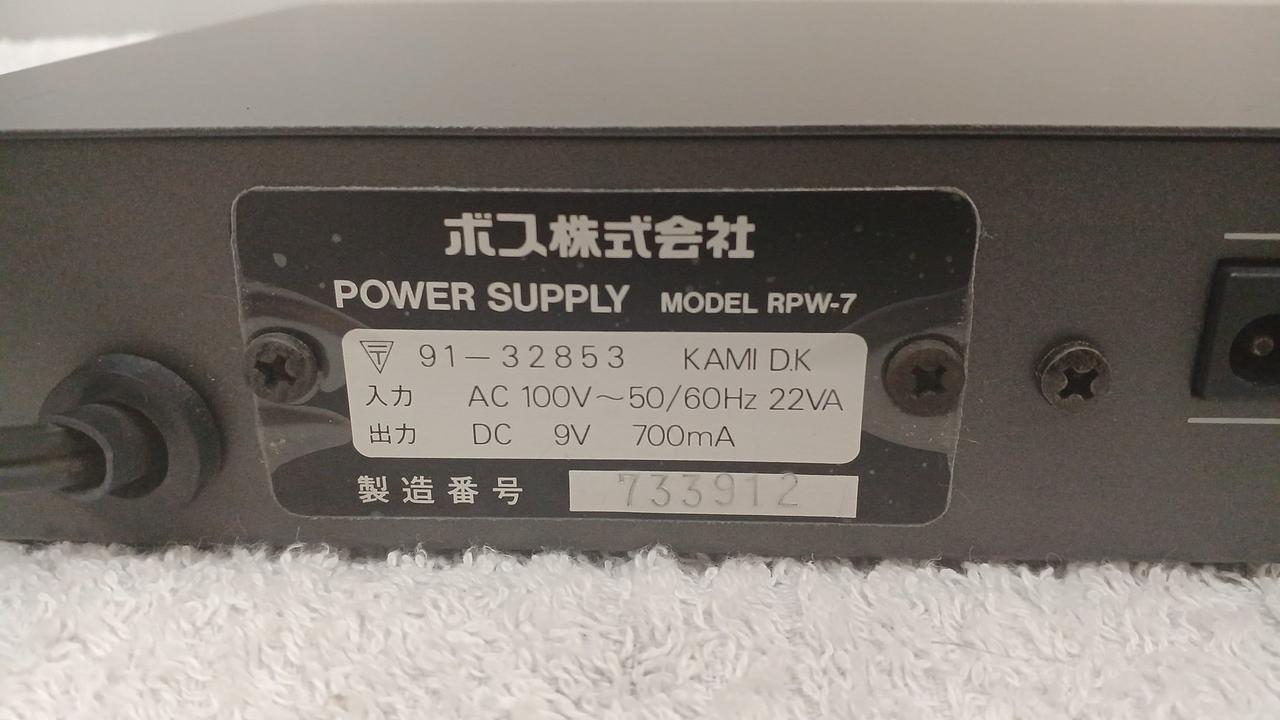 ボス株式会社
POWER SUPPLY MODEL RPW-7
〒 91-32853 KAMI D.K
入力 AC 100V~50/60Hz 22VA
出力 DC 9V 700mA
製造番号 733912